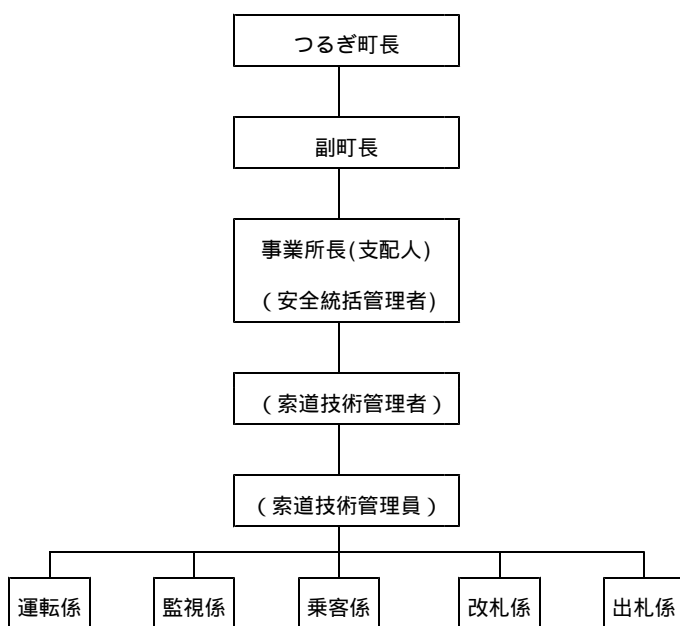 つるぎ町長
副町長
事業所長(支配人)
（安全統括管理者)
（索道技術管理者）
（索道技術管理員）
運転係
監視係
乗客係
改札係
出札係